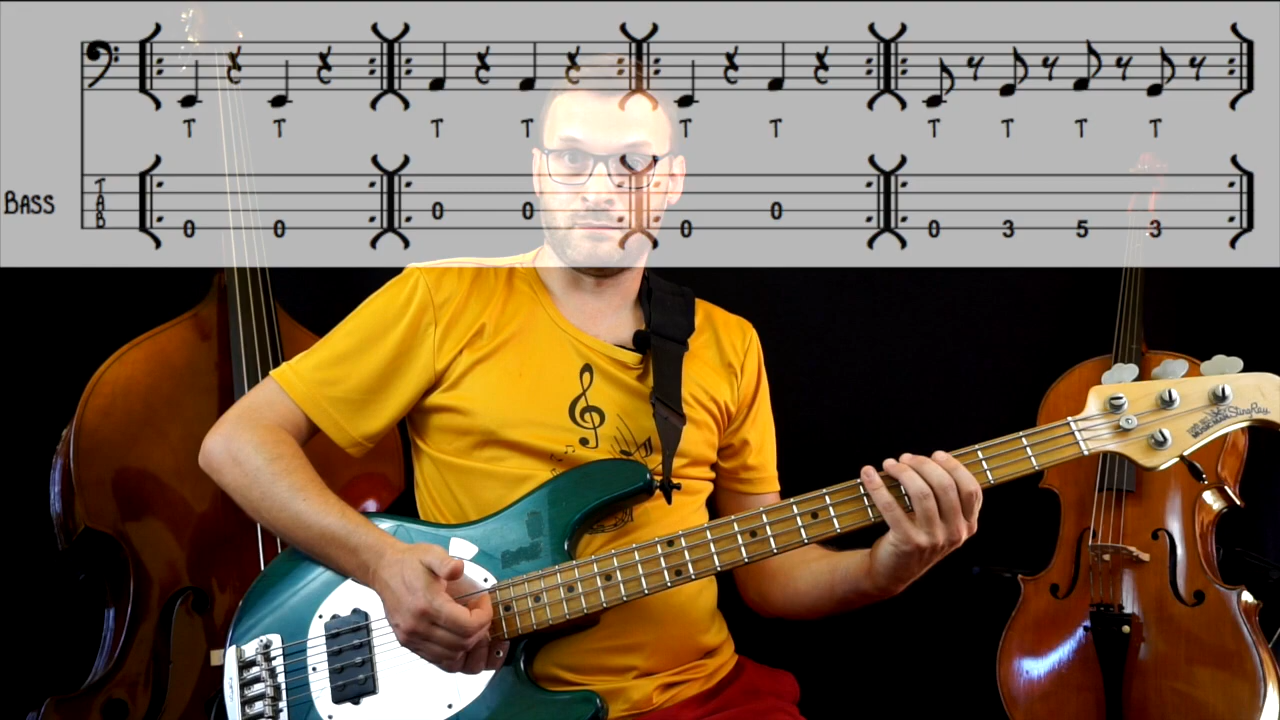 T T T T T T T T T T
BASS
T
A
B
0 0 0 0 0 0 0 3 5 3
StingRay